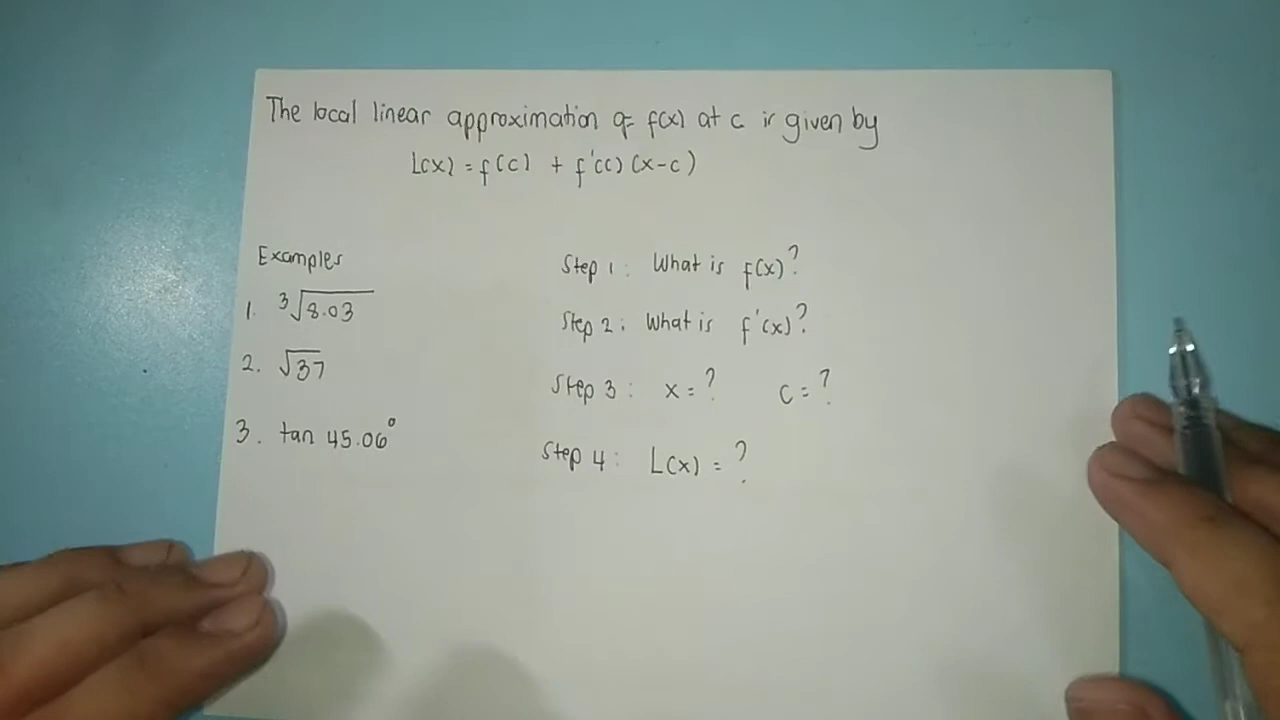 The local linear approximation of f(x) at c is given by
L(x) = f(c) + f'(c) (x-c)
Examples
1. ³√8.03
2. √37
3. tan 45.06°
Step 1: What is f(x)?
Step 2: What is f'(x)?
Step 3: x = ? c = ?
Step 4: L(x) = ?